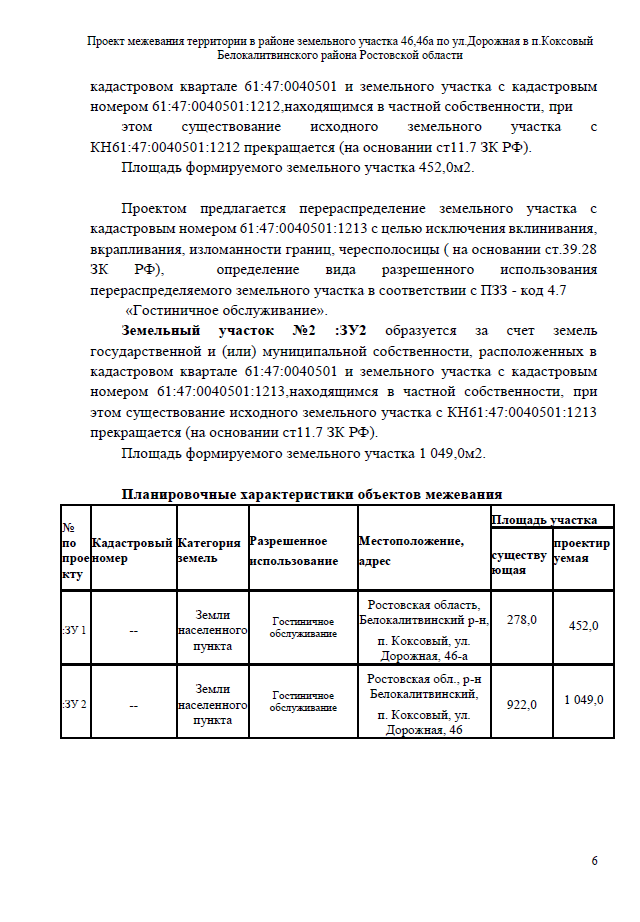 Проект межевания территории в районе земельного участка 46,46а по ул.Дорожная в п.Коксовый
Белокалитвинского района Ростовской области
кадастровом квартале 61:47:0040501 и земельного участка с кадастровым
номером 61:47:0040501:1212,находящимся в частной собственности, при
этом существование исходного земельного участка с
КН61:47:0040501:1212 прекращается (на основании ст11.7 ЗК РФ).
Площадь формируемого земельного участка 452,0м2.
Проектом предлагается перераспределение земельного участка с
кадастровым номером 61:47:0040501:1213 с целью исключения вклинивания,
вкрапливания, изломанности границ, чересполосицы ( на основании ст.39.28
ЗК РФ), определение вида разрешенного использования
перераспределяемого земельного участка в соответствии с ПЗЗ - код 4.7
«Гостиничное обслуживание».
Земельный участок №2 :ЗУ2 образуется за счет земель
государственной и (или) муниципальной собственности, расположенных в
кадастровом квартале 61:47:0040501 и земельного участка с кадастровым
номером 61:47:0040501:1213,находящимся в частной собственности, при
этом существование исходного земельного участка с КН61:47:0040501:1213
прекращается (на основании ст11.7 ЗК РФ).
Площадь формируемого земельного участка 1 049,0м2.
Планировочные характеристики объектов межевания
№
по
прое
кту
Кадастровый
номер
Категория
земель
Разрешенное
использование
Местоположение,
адрес
Площадь участка
существу
ющая
проектир
уемая
:ЗУ 1
--
Земли
населенного
пункта
Гостиничное
обслуживание
Ростовская область,
Белокалитвинский р-н,
п. Коксовый, ул.
Дорожная, 46-а
278,0
452,0
:ЗУ 2
--
Земли
населенного
пункта
Гостиничное
обслуживание
Ростовская обл., р-н
Белокалитвинский,
п. Коксовый, ул.
Дорожная, 46
922,0
1 049,0
6